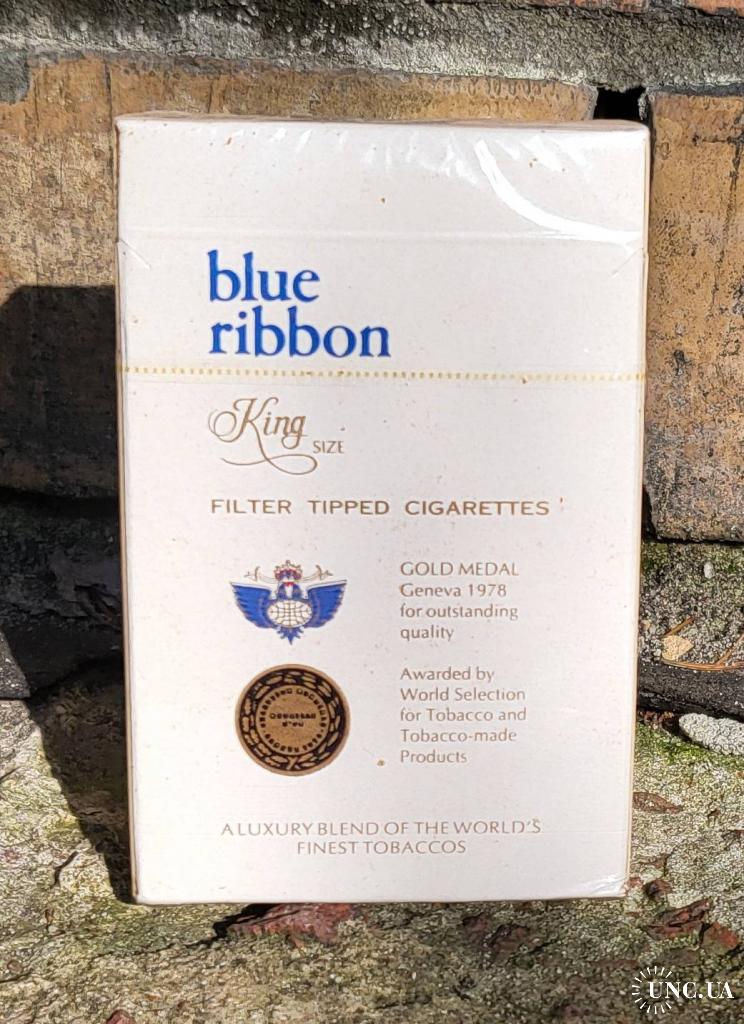 blue
ribbon
King
SIZE
FILTER TIPPED CIGARETTES
GOLD MEDAL
Geneva 1978
for outstanding
quality
Awarded by
World Selection
for Tobacco and
Tobacco-made
Products
A LUXURY BLEND OF THE WORLD'S
FINEST TOBACCOS
UNC.UA